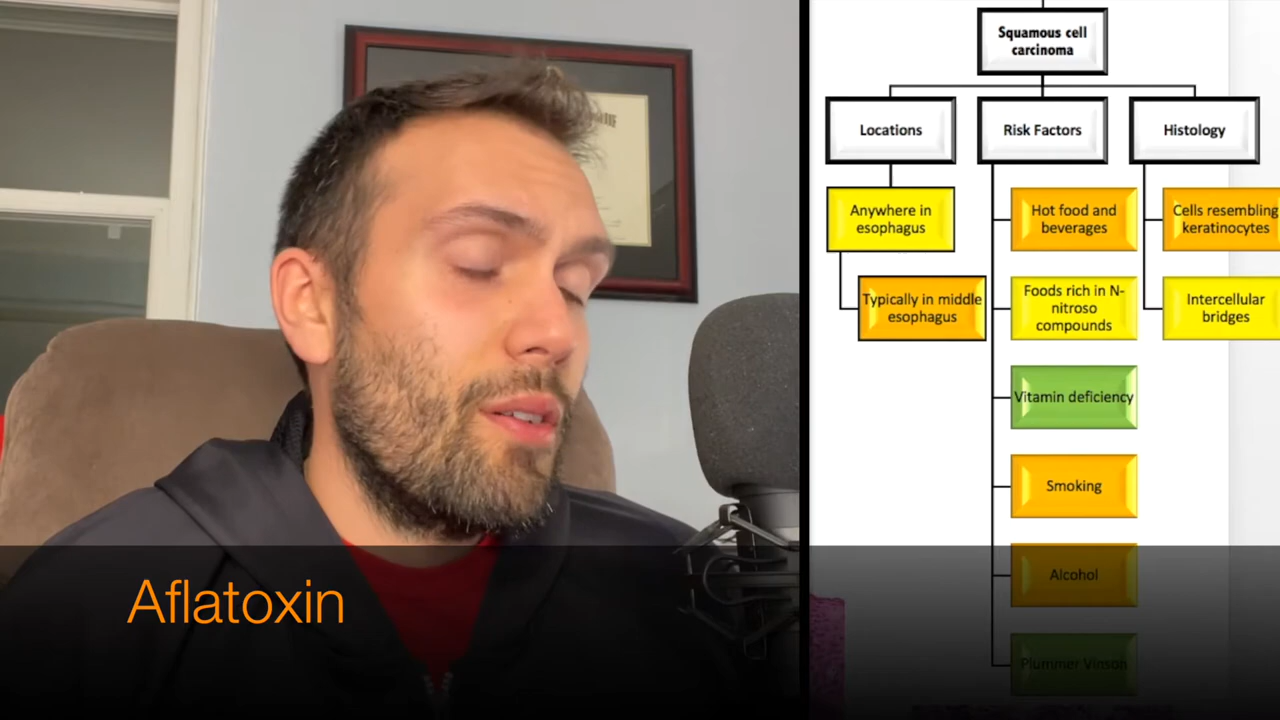 Squamous cell
carcinoma
Locations
Risk Factors
Histology
Anywhere in
esophagus
Typically in middle
esophagus
Hot food and
beverages
Foods rich in N-
nitroso
compounds
Vitamin deficiency
Smoking
Alcohol
Plummer Vinson
Cells resembling
keratinocytes
Intercellular
bridges
Aflatoxin